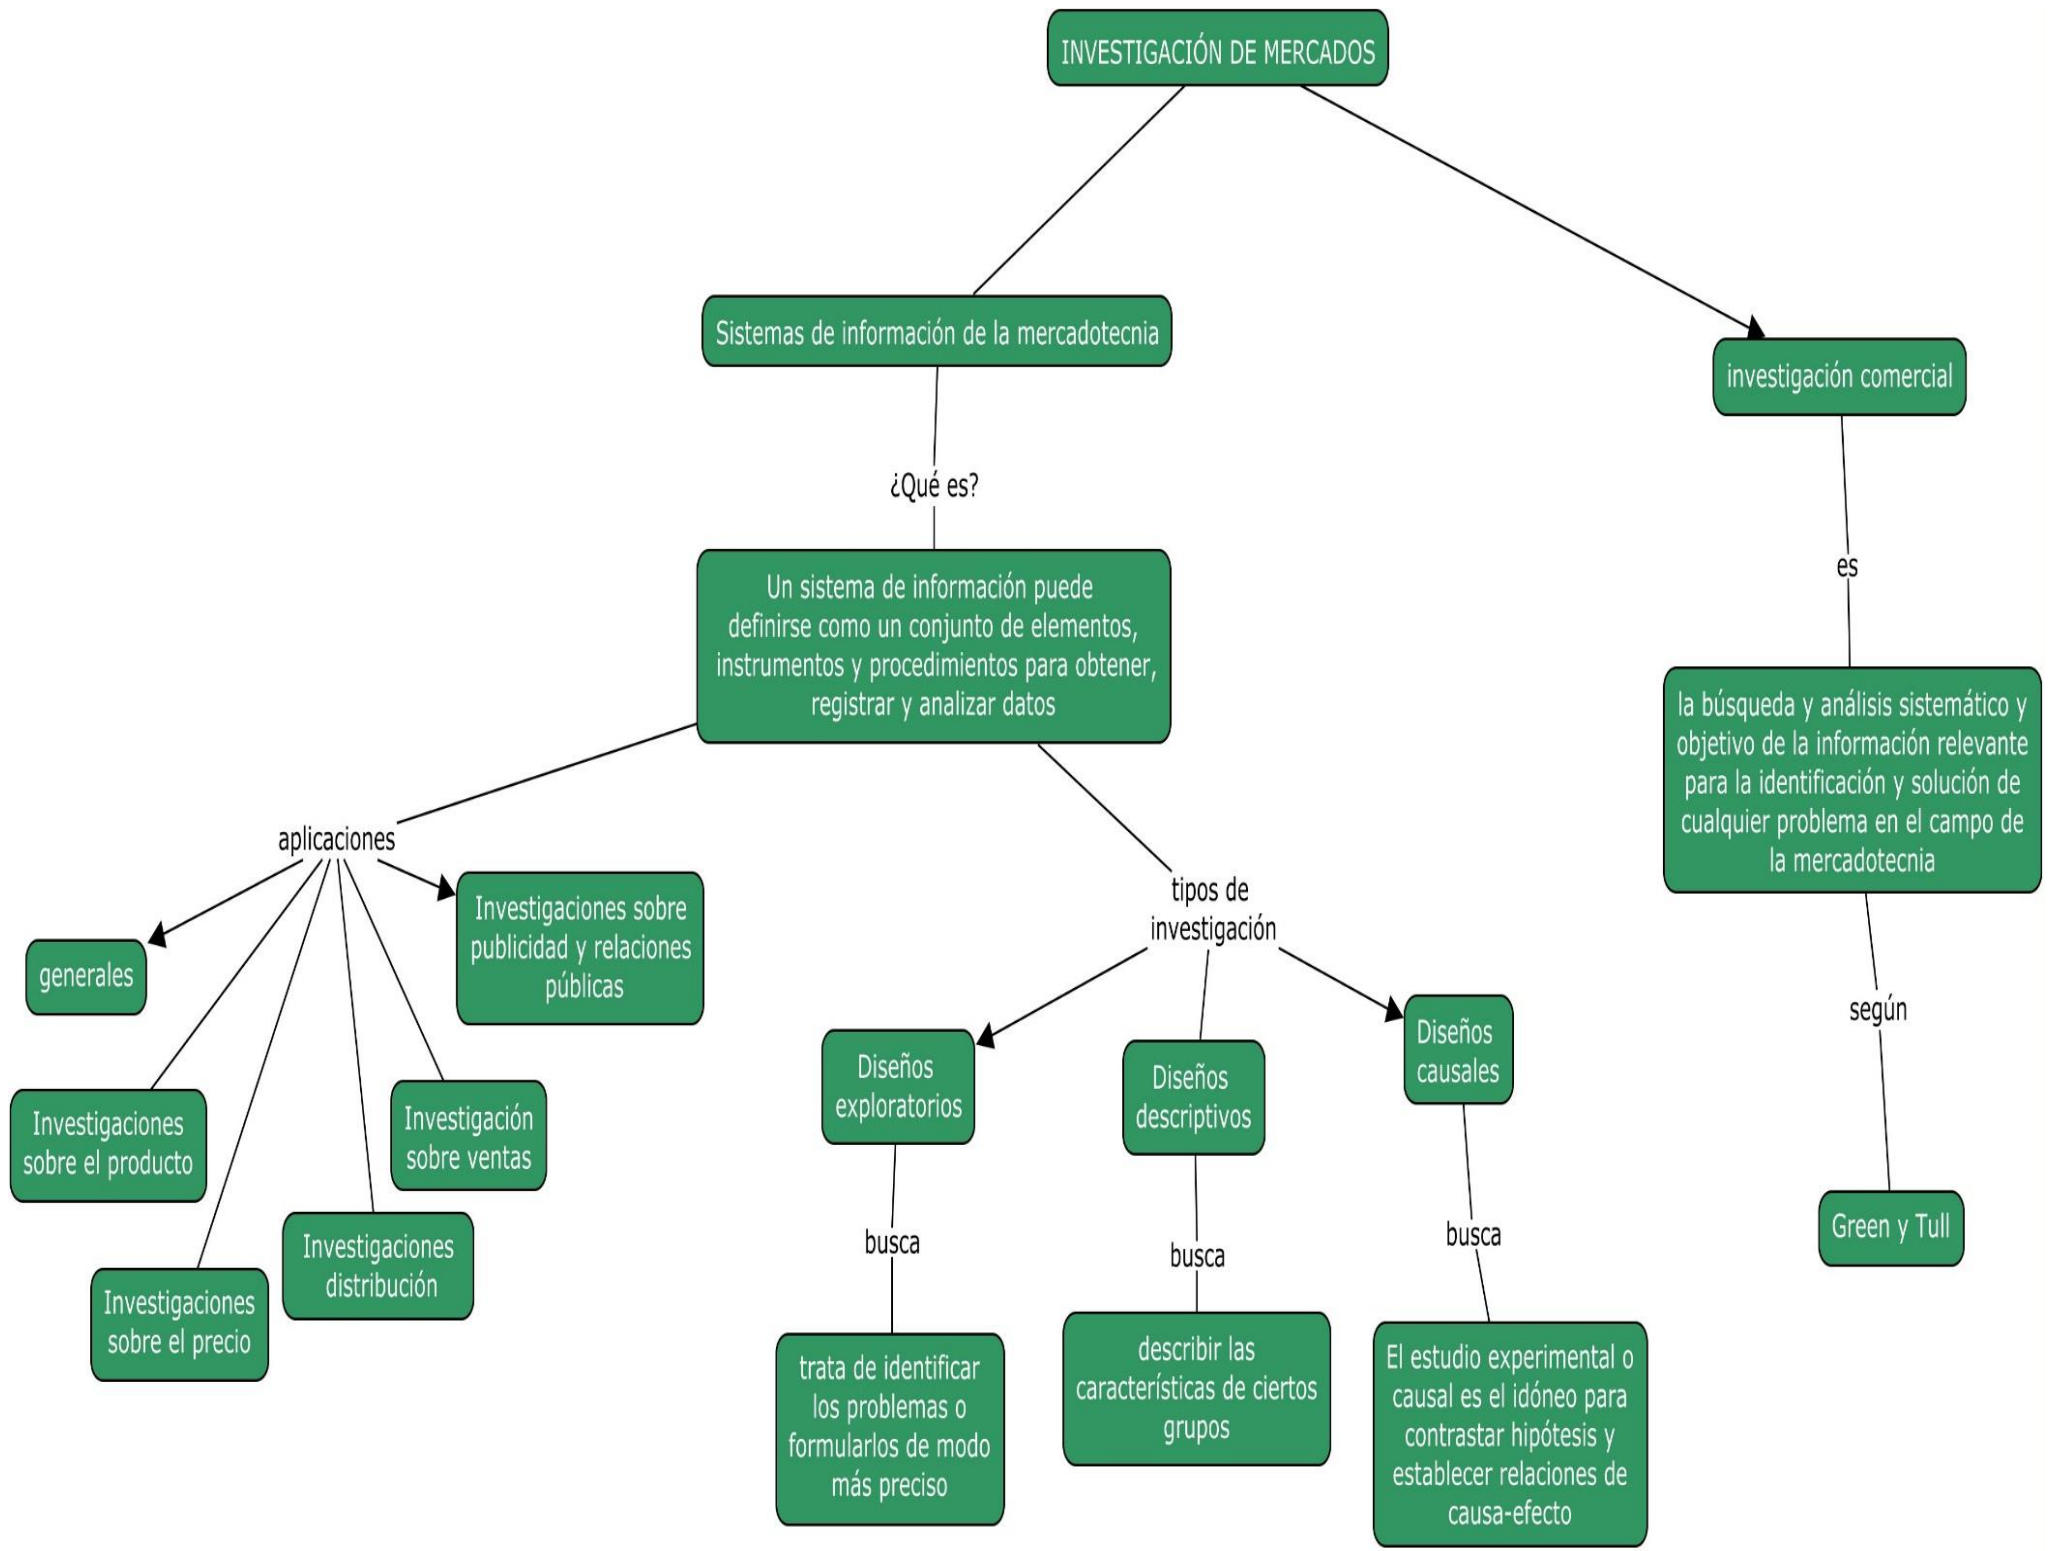 INVESTIGACIÓN DE MERCADOS
Sistemas de información de la mercadotecnia
investigación comercial
¿Qué es?
es
Un sistema de información puede
definirse como un conjunto de elementos,
instrumentos y procedimientos para obtener,
registrar y analizar datos
la búsqueda y análisis sistemático y
objetivo de la información relevante
para la identificación y solución de
cualquier problema en el campo de
la mercadotecnia
según
Green y Tull
aplicaciones
generales
Investigaciones
sobre el producto
Investigaciones
sobre el precio
Investigaciones
distribución
Investigación
sobre ventas
Investigaciones sobre
publicidad y relaciones
públicas
tipos de
investigación
Diseños
exploratorios
busca
trata de identificar
los problemas o
formularlos de modo
más preciso
Diseños
descriptivos
busca
describir las
características de ciertos
grupos
Diseños
causales
busca
El estudio experimental o
causal es el idóneo para
contrastar hipótesis y
establecer relaciones de
causa-efecto